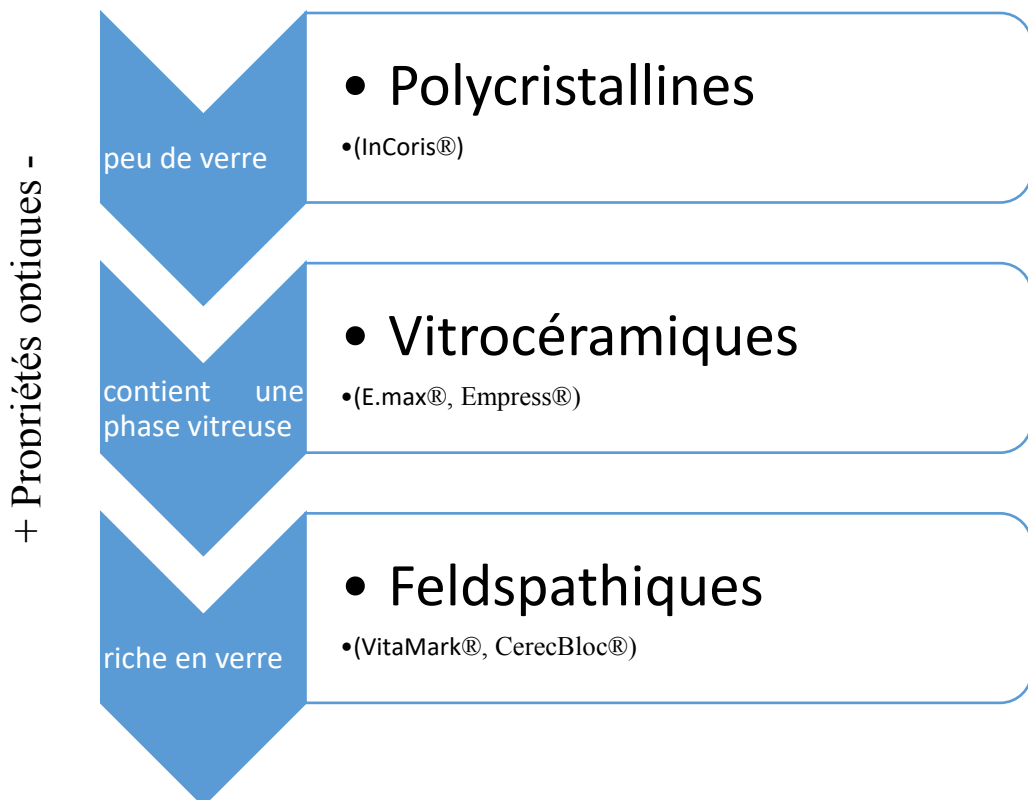 + Propriétés optiques -
peu de verre
• Polycristallines
•(InCoris®)
contient une
phase vitreuse
• Vitrocéramiques
•(E.max®, Empress®)
riche en verre
• Feldspathiques
•(VitaMark®, CerecBloc®)